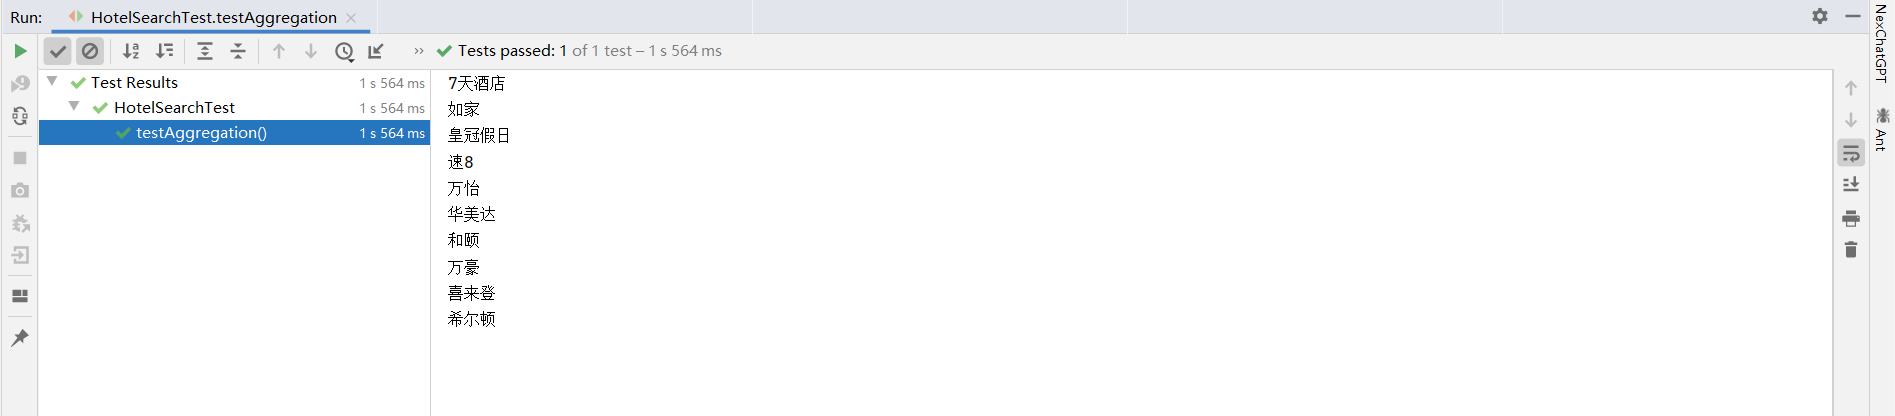 Run: HotelSearchTest.testAggregation
Tests passed: 1 of 1 test – 1 s 564 ms
Test Results 1 s 564 ms
HotelSearchTest 1 s 564 ms
testAggregation() 1 s 564 ms
7天酒店
如家
皇冠假日
速8
万怡
华美达
和颐
万豪
喜来登
希尔顿
NexChatGPT
Ant